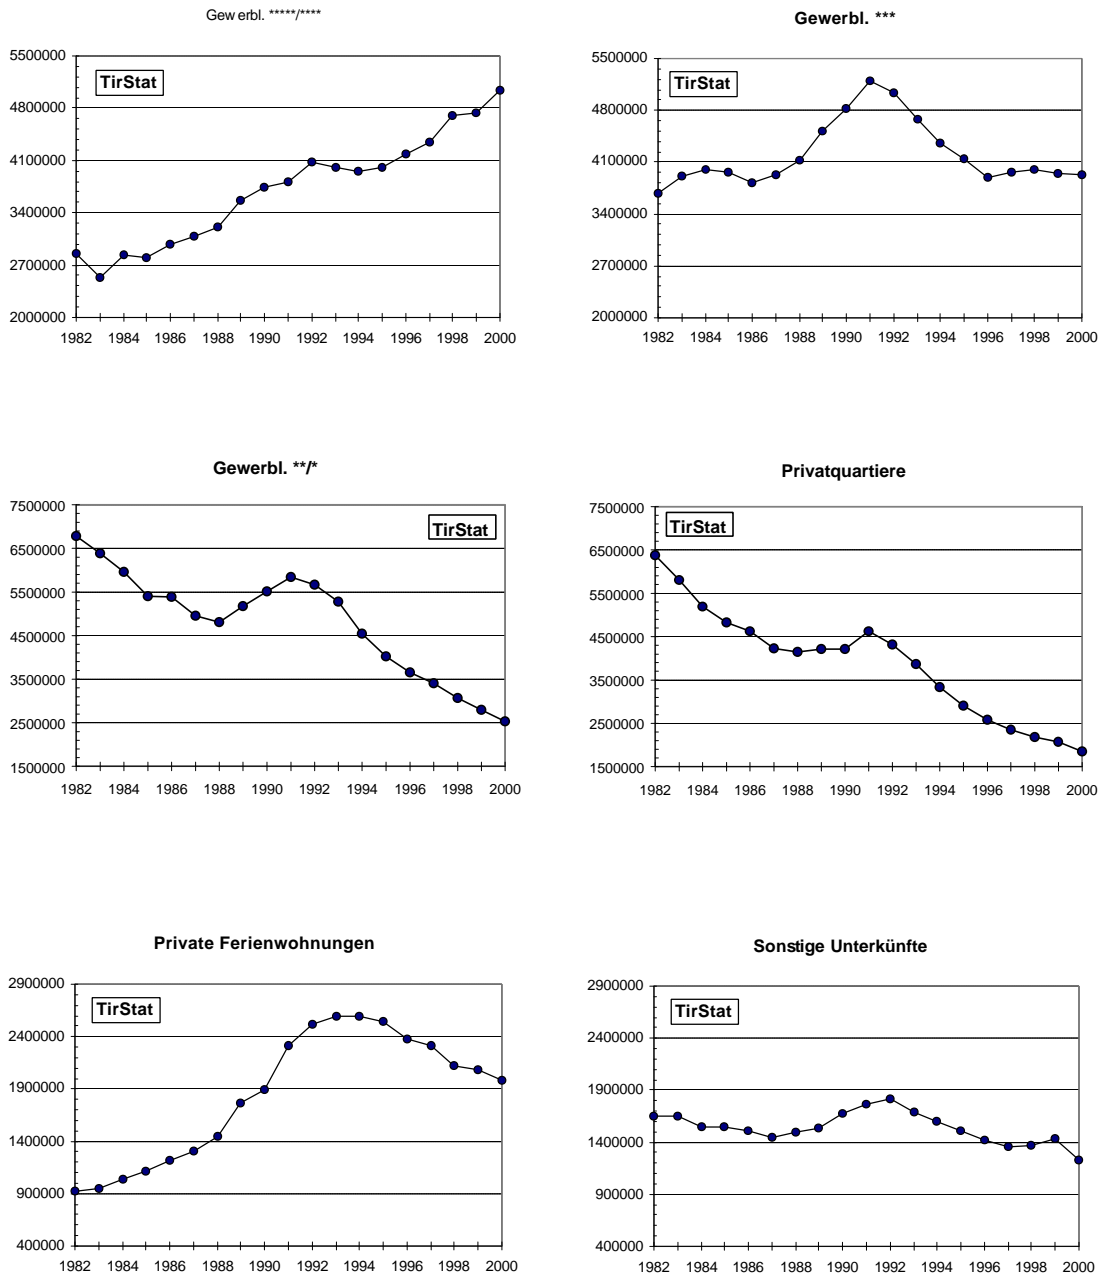 Gewerbl. *****/****
5500000
4800000
4100000
3400000
2700000
2000000
TirStat
1982 1984 1986 1988 1990 1992 1994 1996 1998 2000
Gewerbl. ***
5500000
4800000
4100000
3400000
2700000
2000000
TirStat
1982 1984 1986 1988 1990 1992 1994 1996 1998 2000
Gewerbl. **/*
7500000
6500000
5500000
4500000
3500000
2500000
1500000
TirStat
1982 1984 1986 1988 1990 1992 1994 1996 1998 2000
Privatquartiere
7500000
6500000
5500000
4500000
3500000
2500000
1500000
TirStat
1982 1984 1986 1988 1990 1992 1994 1996 1998 2000
Private Ferienwohnungen
2900000
2400000
1900000
1400000
900000
400000
TirStat
1982 1984 1986 1988 1990 1992 1994 1996 1998 2000
Sonstige Unterkünfte
2900000
2400000
1900000
1400000
900000
400000
TirStat
1982 1984 1986 1988 1990 1992 1994 1996 1998 2000